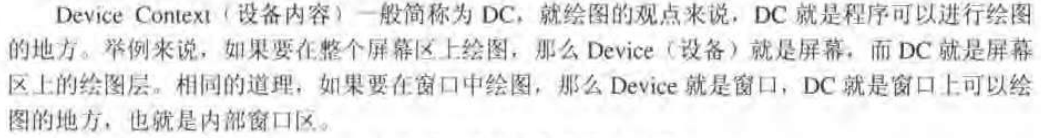 Device Context（设备内容）一般简称为 DC，就绘图的观点来说，DC 就是程序可以进行绘图
的地方。举例来说，如果要在整个屏幕区上绘图，那么 Device（设备）就是屏幕，而 DC 就是屏幕
区上的绘图层。相同的道理，如果要在窗口中绘图，那么 Device 就是窗口，DC 就是窗口上可以绘
图的地方，也就是内部窗口区。